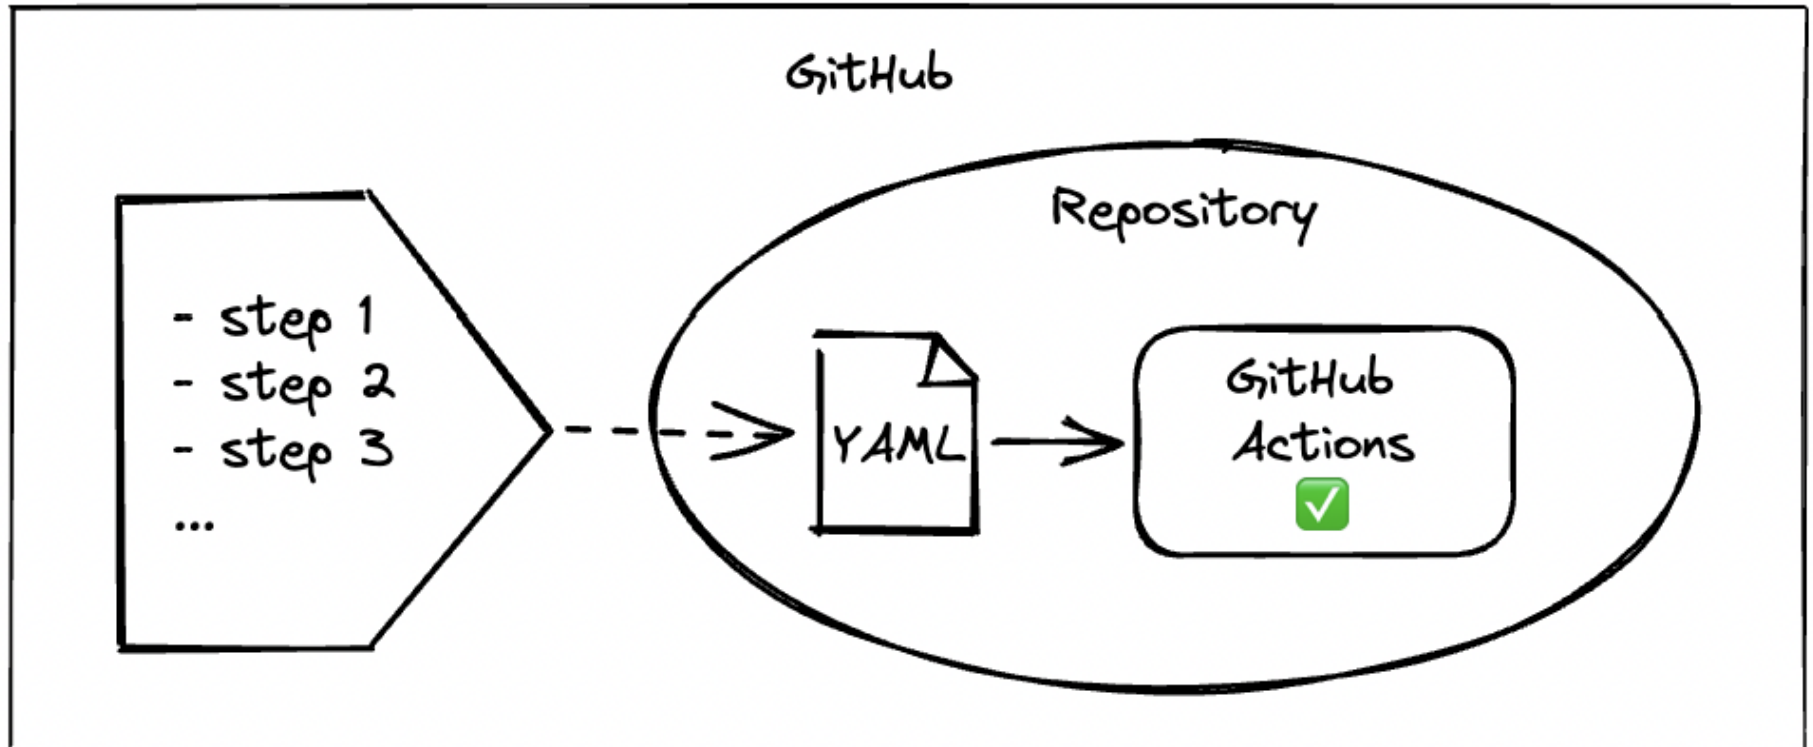 GitHub
Repository
- step 1
- step 2
- step 3
...
YAML
GitHub
Actions